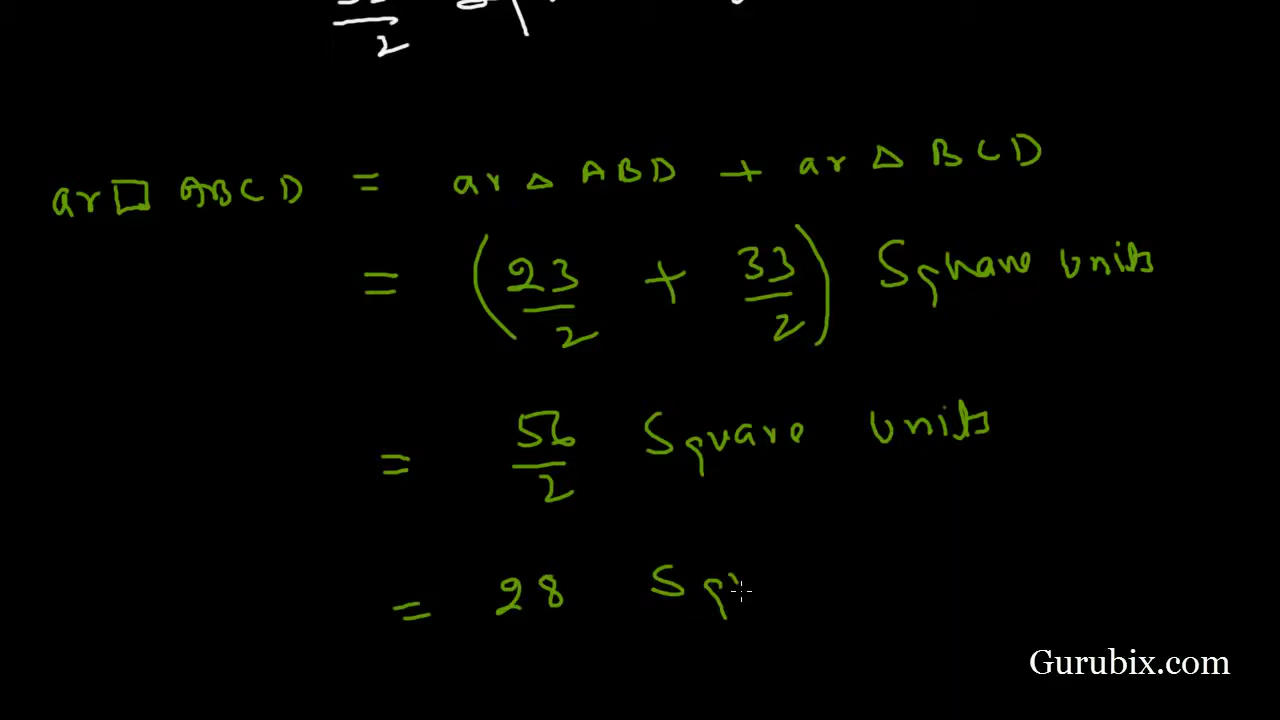 2
ar□ ABCD = ar △ ABD + ar △ BCD
= (23/2 + 33/2) Square units
= 56/2 Square units
= 28 Sq
Gurubix.com